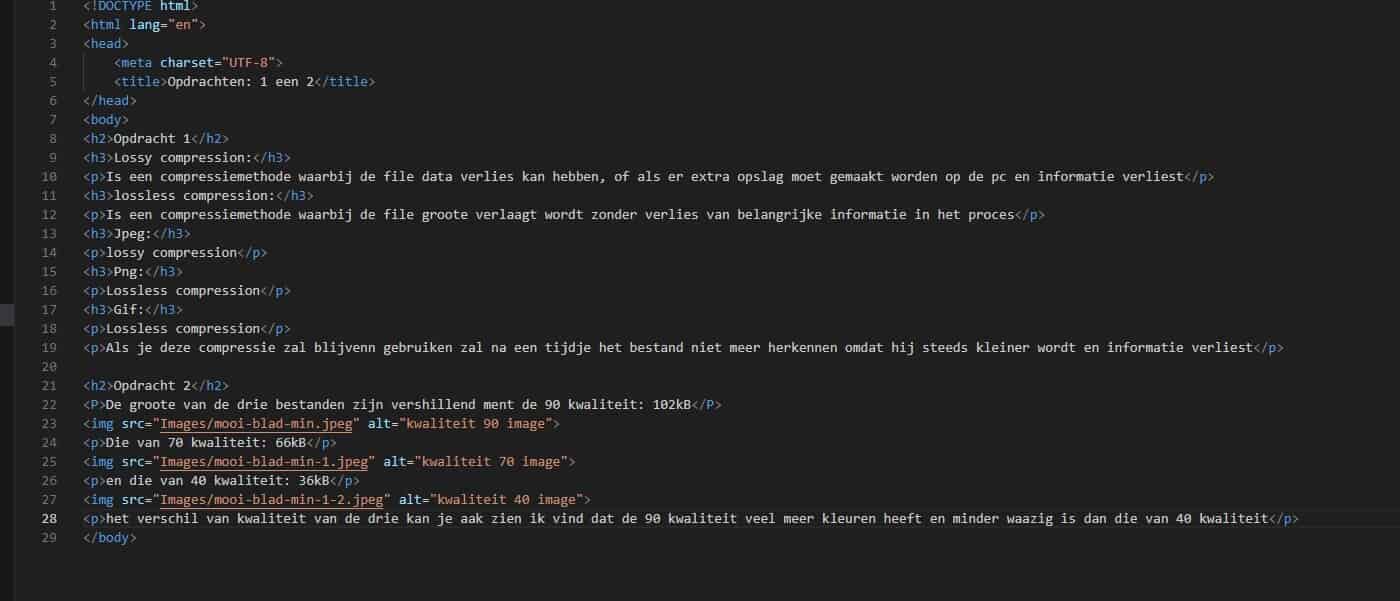 1 <!DOCTYPE html>
2 <html lang="en">
3 <head>
4 <meta charset="UTF-8">
5 <title>Opdrachten: 1 een 2</title>
6 </head>
7 <body>
8 <h2>Opdracht 1</h2>
9 <h3>Lossy compression:</h3>
10 <p>Is een compressiemethode waarbij de file data verlies kan hebben, of als er extra opslag moet gemaakt worden op de pc en informatie verliest</p>
11 <h3>lossless compression:</h3>
12 <p>Is een compressiemethode waarbij de file groote verlaagt wordt zonder verlies van belangrijke informatie in het proces</p>
13 <h3>Jpeg:</h3>
14 <p>lossy compression</p>
15 <h3>Png:</h3>
16 <p>Lossless compression</p>
17 <h3>Gif:</h3>
18 <p>Lossless compression</p>
19 <p>Als je deze compressie zal blijvenn gebruiken zal na een tijdje het bestand niet meer herkennen omdat hij steeds kleiner wordt en informatie verliest</p>
20
21 <h2>Opdracht 2</h2>
22 <P>De groote van de drie bestanden zijn vershillend ment de 90 kwaliteit: 102kB</P>
23 <img src="Images/mooi-blad-min.jpeg" alt="kwaliteit 90 image">
24 <p>Die van 70 kwaliteit: 66kB</p>
25 <img src="Images/mooi-blad-min-1.jpeg" alt="kwaliteit 70 image">
26 <p>en die van 40 kwaliteit: 36kB</p>
27 <img src="Images/mooi-blad-min-1-2.jpeg" alt="kwaliteit 40 image">
28 <p>het verschil van kwaliteit van de drie kan je aak zien ik vind dat de 90 kwaliteit veel meer kleuren heeft en minder waazig is dan die van 40 kwaliteit</p>
29 </body>